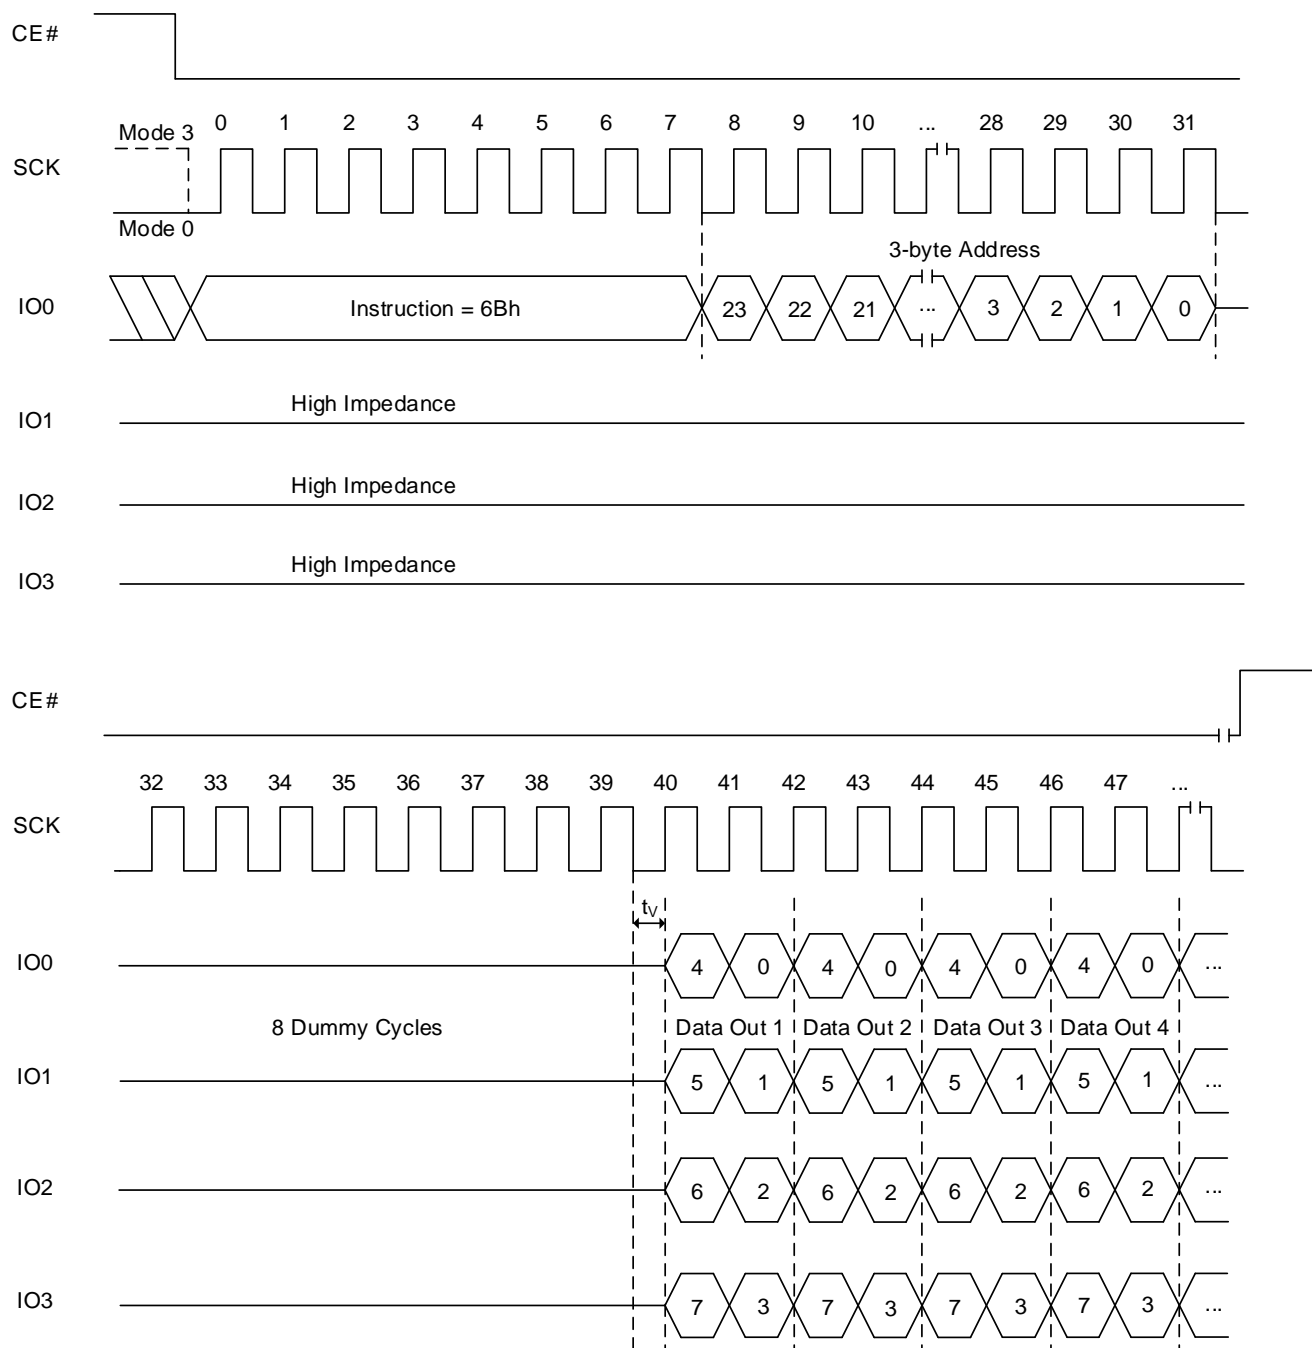 CE#
Mode 3
0 1 2 3 4 5 6 7 8 9 10 ... 28 29 30 31
SCK
Mode 0
3-byte Address
IO0
Instruction = 6Bh
23 22 21 ... 3 2 1 0
High Impedance
IO1
High Impedance
IO2
High Impedance
IO3
CE#
32 33 34 35 36 37 38 39 40 41 42 43 44 45 46 47 ...
SCK
tV
IO0
4 0 4 0 4 0 4 0 ...
8 Dummy Cycles
Data Out 1 Data Out 2 Data Out 3 Data Out 4
IO1
5 1 5 1 5 1 5 1 ...
IO2
6 2 6 2 6 2 6 2 ...
IO3
7 3 7 3 7 3 7 3 ...